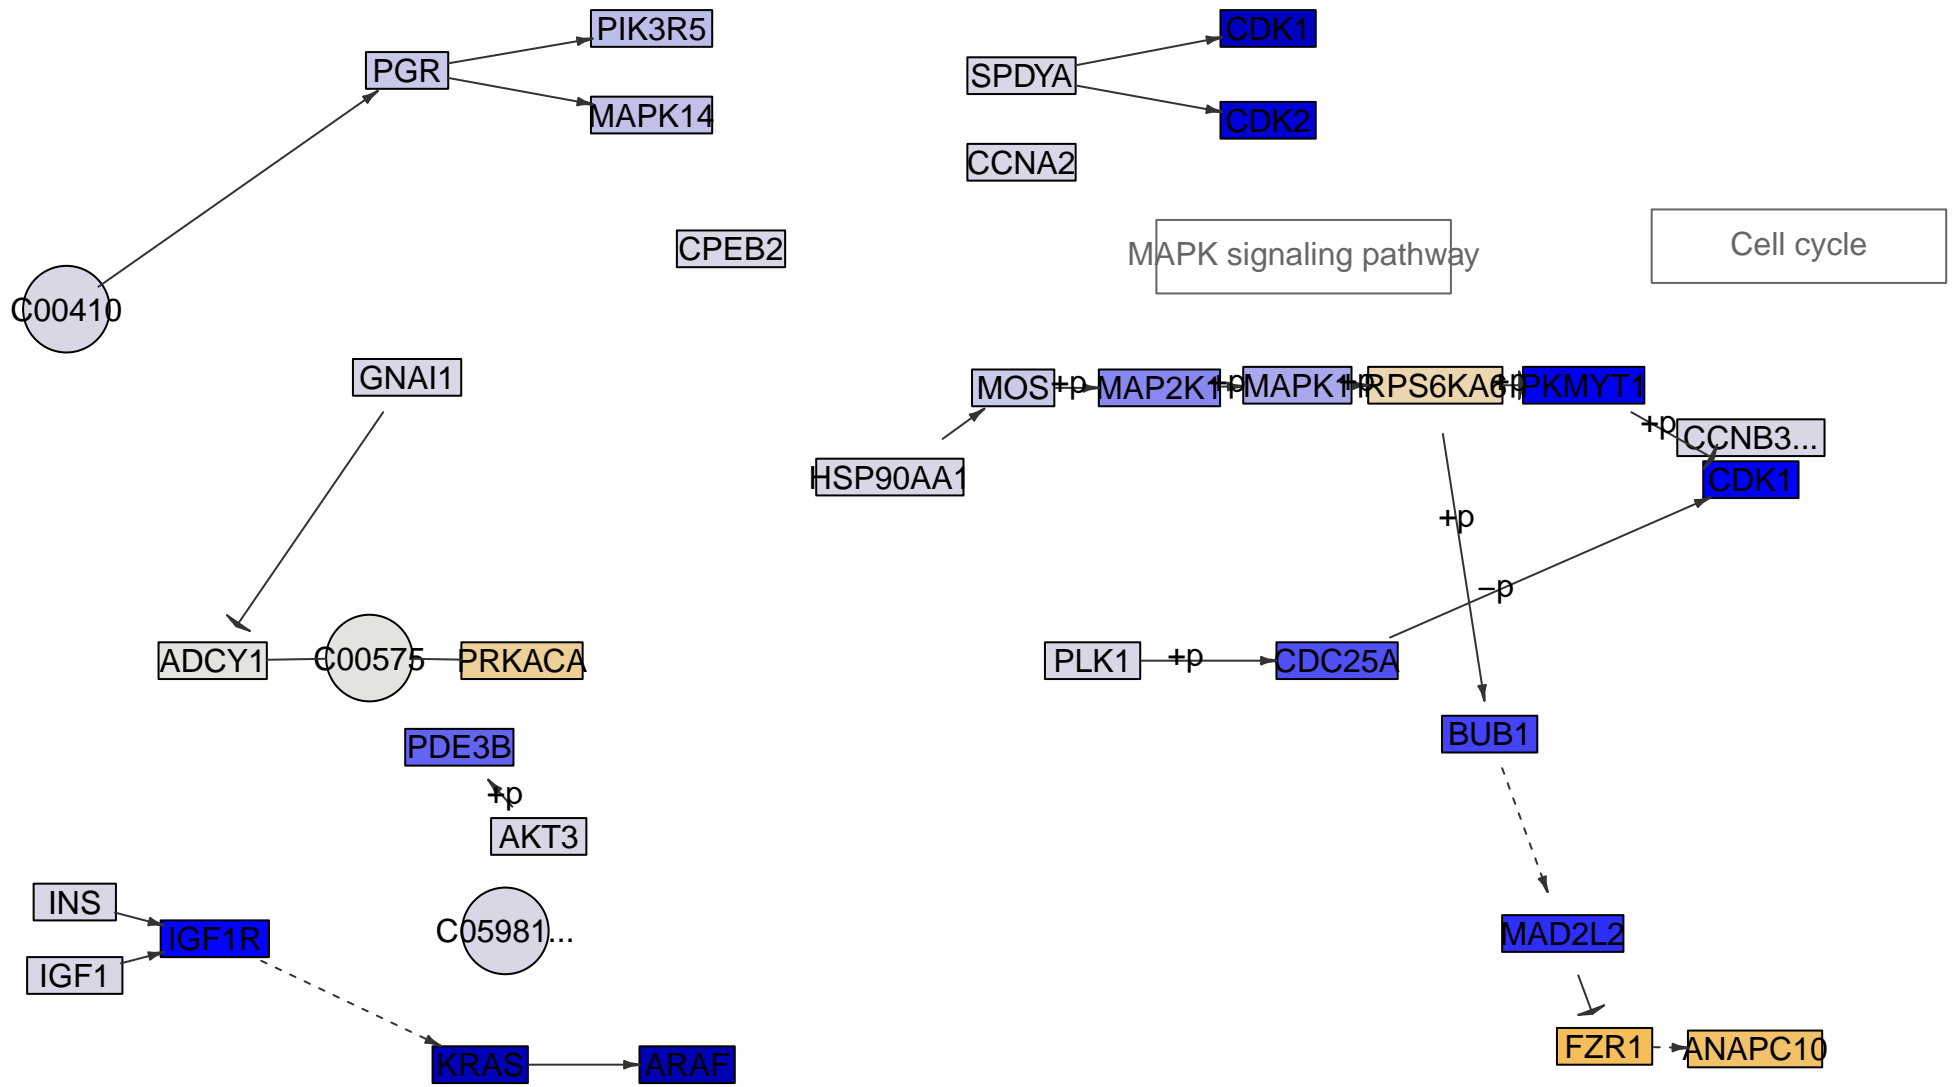 PIK3R5
CDK1
PGR
SPDYA
MAPK14
CDK2
CCNA2
CPEB2
MAPK signaling pathway
Cell cycle
C00410
GNAI1
MOS
+p
MAP2K1
+p
MAPK1
+p
RPS6KA6
+p
PKMYT1
+p
CCNB3...
HSP90AA1
CDK1
+p
−p
ADCY1
C00575
PRKACA
PLK1
+p
CDC25A
BUB1
PDE3B
+p
AKT3
INS
IGF1R
C05981...
MAD2L2
IGF1
FZR1
ANAPC10
KRAS
ARAF